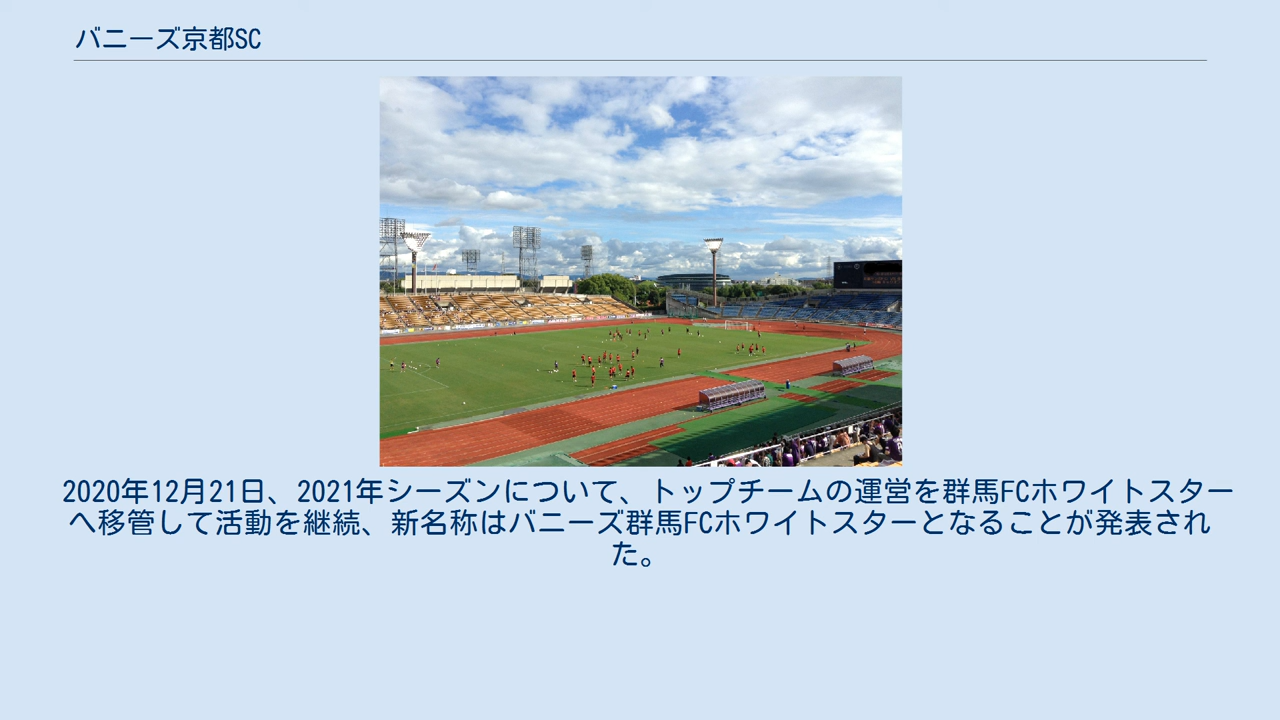 バニーズ京都SC
2020年12月21日、2021年シーズンについて、トップチームの運営を群馬FCホワイトスター
へ移管して活動を継続、新名称はバニーズ群馬FCホワイトスターとなることが発表され
た。